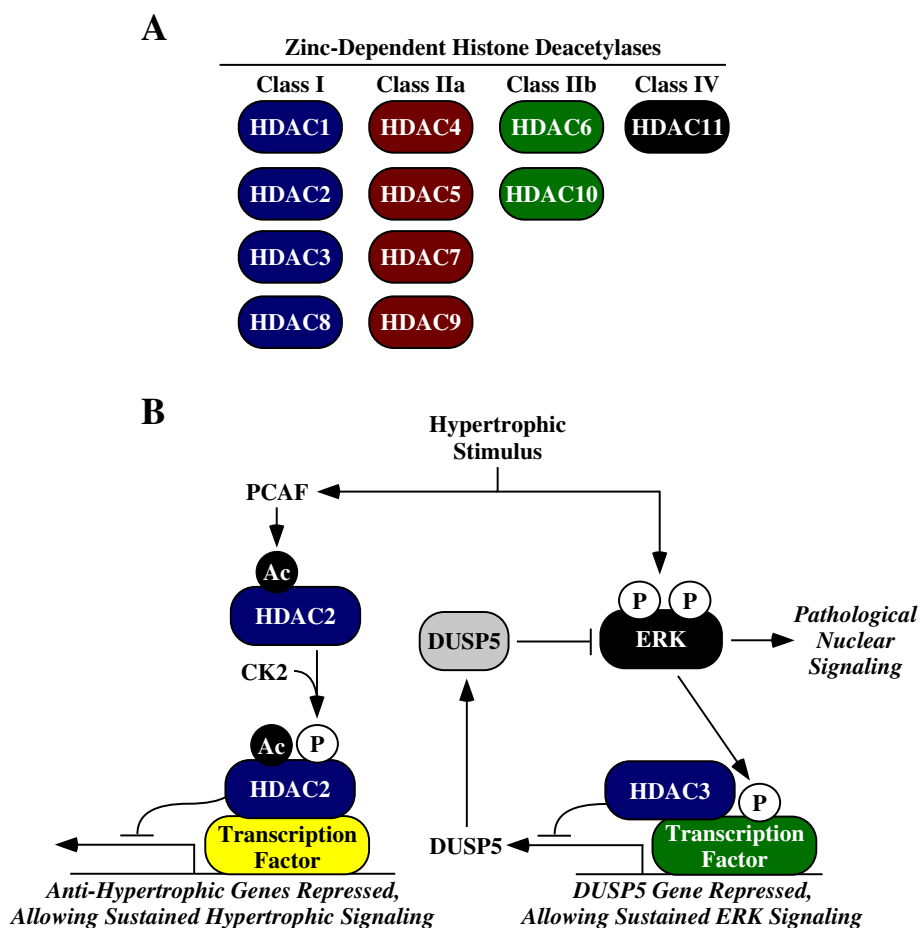 A
Zinc-Dependent Histone Deacetylases
Class I Class IIa Class IIb Class IV
HDAC1 HDAC4 HDAC6 HDAC11
HDAC2 HDAC5 HDAC10
HDAC3 HDAC7
HDAC8 HDAC9
B
Hypertrophic
Stimulus
PCAF
Ac
HDAC2
CK2
Ac P
HDAC2
Transcription
Factor
Anti-Hypertrophic Genes Repressed,
Allowing Sustained Hypertrophic Signaling
P P
ERK
DUSP5
Pathological
Nuclear
Signaling
HDAC3
P
DUSP5
Transcription
Factor
DUSP5 Gene Repressed,
Allowing Sustained ERK Signaling